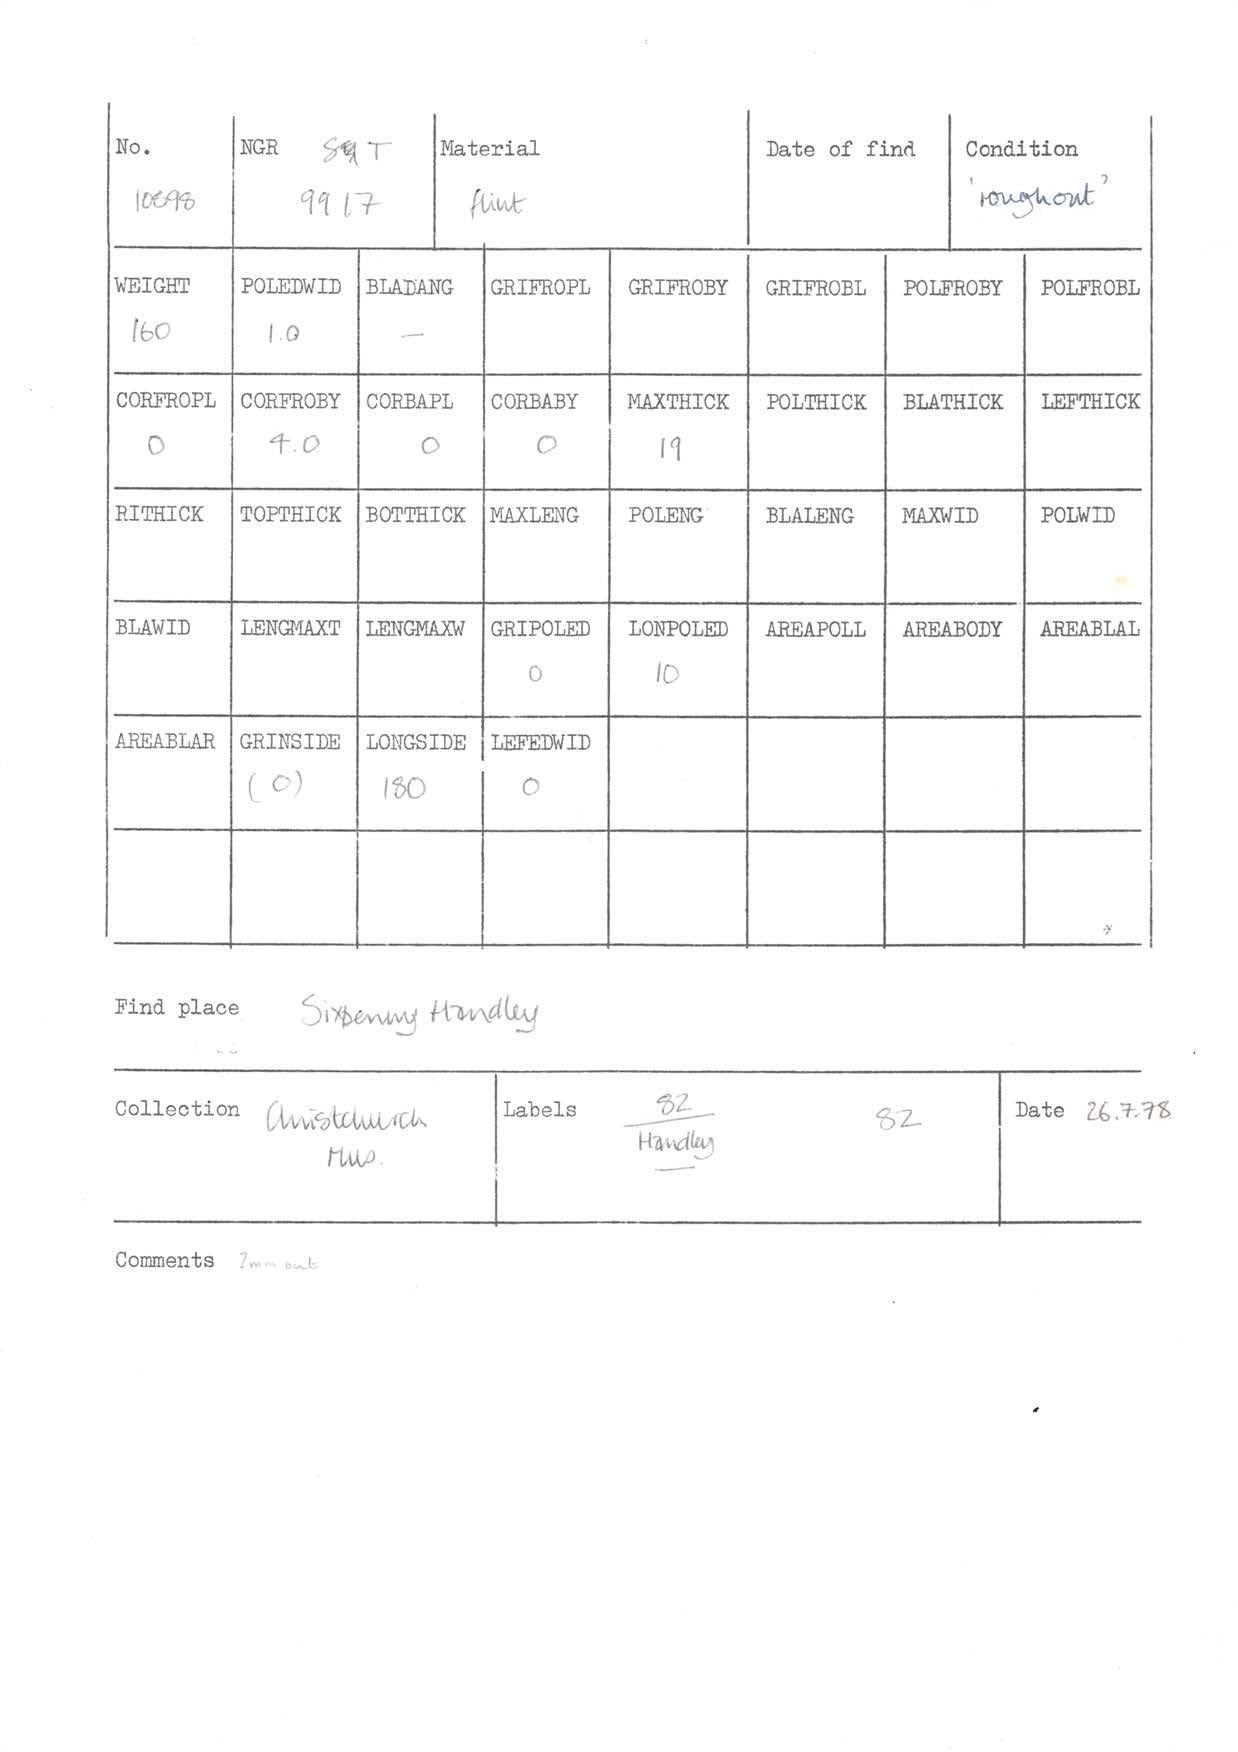 No. NGR ST Material Date of find Condition
9917 flint 'roughout'
WEIGHT POLEDWID BLADANG GRIFROPL GRIFROBY GRIFROBL POLFROBY POLFROBL
160 1.0 —
CORFROPL CORFROBY CORBAPL CORBABY MAXTHICK POLTHICK BLATHICK LEFTHICK
0 4.0 0 0 19
RITHICK TOPTHICK BOTTHICK MAXLENG POLENG BLALENG MAXWID POLWID
BLAWID LENGMAXT LENGMAXW GRIPOLED LONPOLED AREAPOLL AREABODY AREABLAL
0 10
AREABLAR GRINSIDE LONGSIDE LEFEDWID
(0) 180 0
Find place Sixpenny Handley
Collection Christchurch Mus.
Labels 82 Handley 82
Date 26.7.78
Comments 2mm out